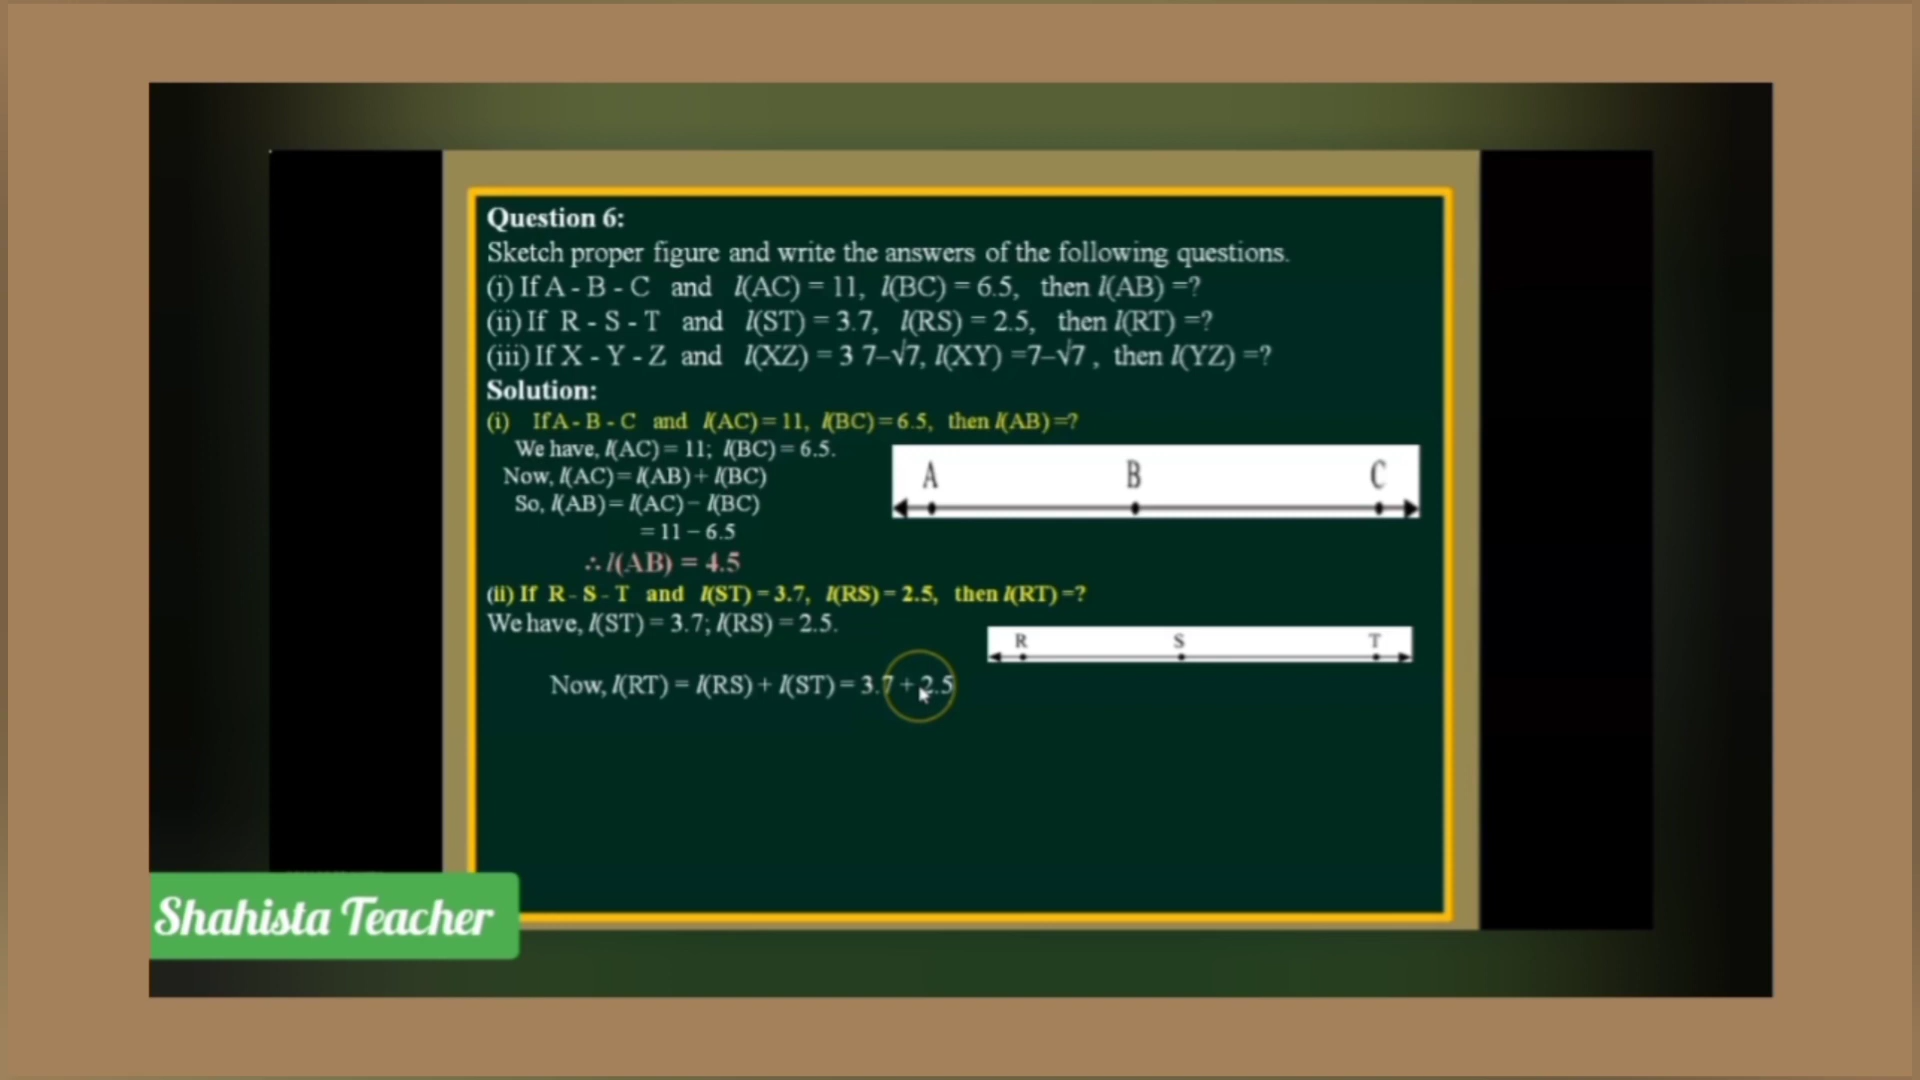 Question 6:
Sketch proper figure and write the answers of the following questions.
(i) If A - B - C and l(AC) = 11, l(BC) = 6.5, then l(AB) =?
(ii) If R - S - T and l(ST) = 3.7, l(RS) = 2.5, then l(RT) =?
(iii) If X - Y - Z and l(XZ) = 3 7–√7, l(XY) =7–√7 , then l(YZ) =?
Solution:
(i) If A - B - C and l(AC) = 11, l(BC) = 6.5, then l(AB) =?
We have, l(AC) = 11; l(BC) = 6.5.
Now, l(AC) = l(AB) + l(BC)
So, l(AB) = l(AC) – l(BC)
= 11 – 6.5
∴ l(AB) = 4.5
A B C
(ii) If R - S - T and l(ST) = 3.7, l(RS) = 2.5, then l(RT) =?
We have, l(ST) = 3.7; l(RS) = 2.5.
R S T
Now, l(RT) = l(RS) + l(ST) = 3.7 + 2.5
Shahista Teacher